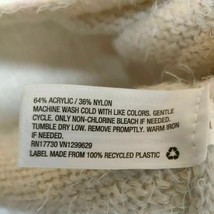 64% ACRYLIC / 36% NYLON
MACHINE WASH COLD WITH LIKE COLORS. GENTLE
CYCLE. ONLY NON-CHLORINE BLEACH IF NEEDED.
TUMBLE DRY LOW. REMOVE PROMPTLY. WARM IRON
IF NEEDED.
RN17730 VN1299629
LABEL MADE FROM 100% RECYCLED PLASTIC